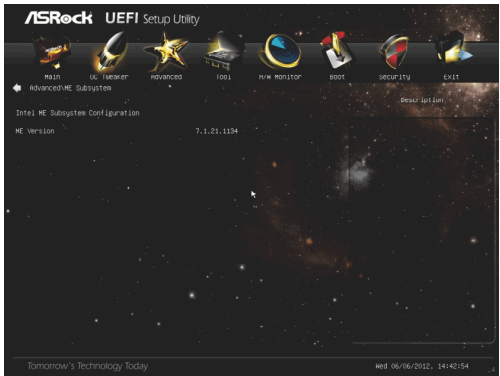 ASRock UEFI Setup Utility
Main OC Tweaker Advanced Tool H/W Monitor Boot Security Exit
Advanced\ME Subsystem
Description
Intel ME Subsystem Configuration
ME Version 7.1.21.1134
Tomorrow's Technology Today Wed 06/06/2012, 14:42:54